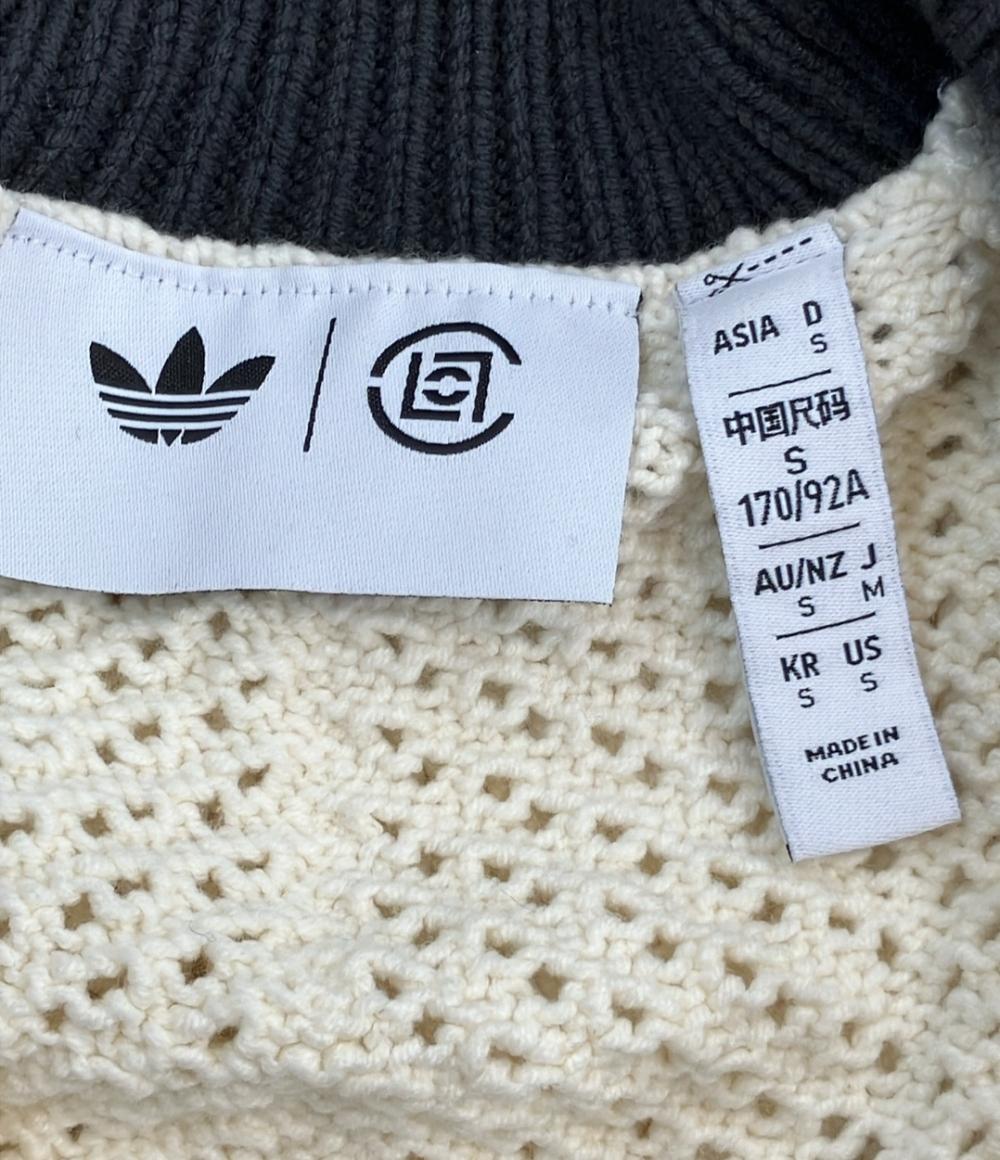 ASIA D
S
中国尺码
S
170/92A
AU/NZ J
S M
KR US
S S
MADE IN
CHINA